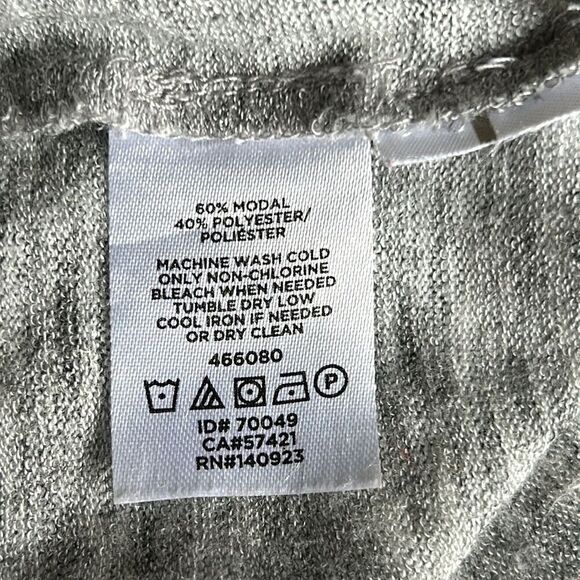 60% MODAL
40% POLYESTER/
POLIÉSTER
MACHINE WASH COLD
ONLY NON-CHLORINE
BLEACH WHEN NEEDED
TUMBLE DRY LOW
COOL IRON IF NEEDED
OR DRY CLEAN
466080
P
ID# 70049
CA#57421
RN#140923